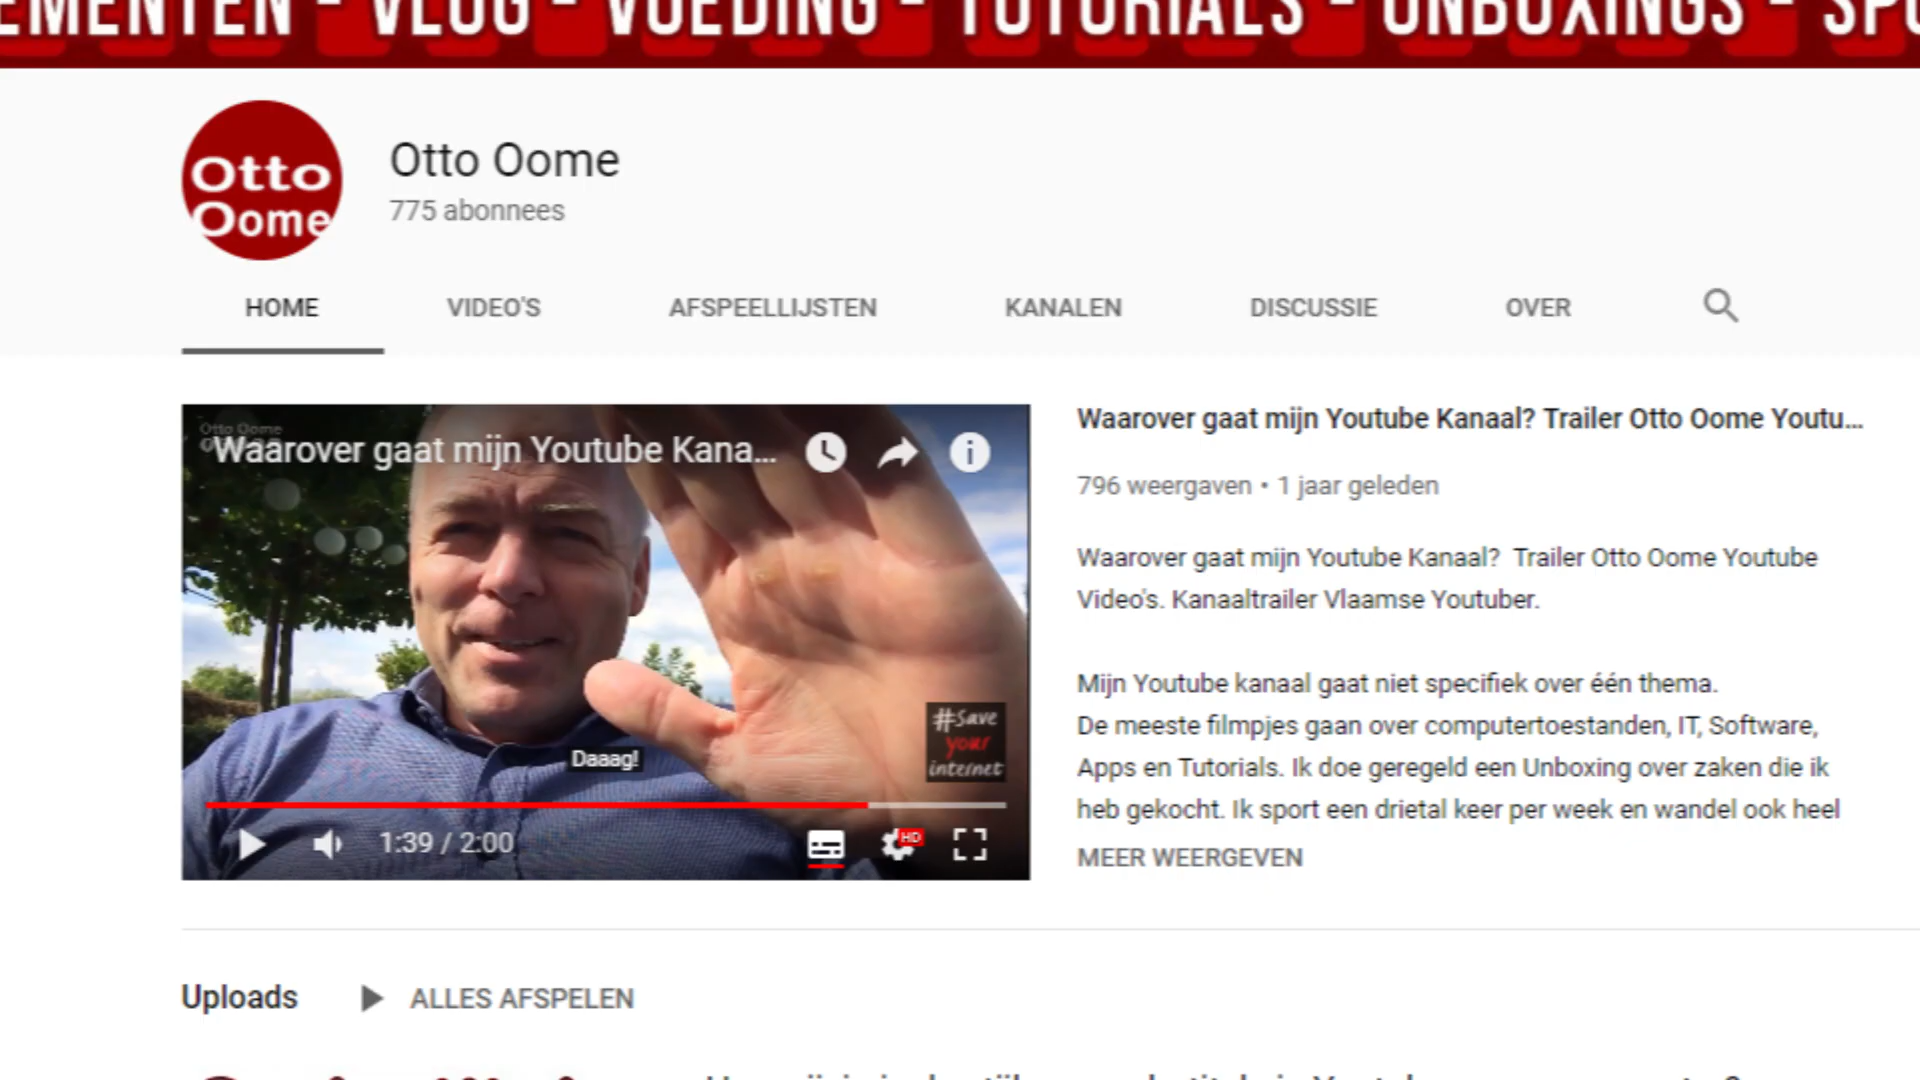 EMENTEN - VLOG - VOEDING - TUTORIALS - UNBOXINGS - SPO
Otto
Oome
Otto Oome
775 abonnees
HOME VIDEO'S AFSPEELLIJSTEN KANALEN DISCUSSIE OVER
Otto Oome
Waarover gaat mijn Youtube Kana...
#Save
your
internet
Daaag!
1:39 / 2:00
HD
Waarover gaat mijn Youtube Kanaal? Trailer Otto Oome Youtu...
796 weergaven • 1 jaar geleden
Waarover gaat mijn Youtube Kanaal? Trailer Otto Oome Youtube
Video's. Kanaaltrailer Vlaamse Youtuber.
Mijn Youtube kanaal gaat niet specifiek over één thema.
De meeste filmpjes gaan over computertoestanden, IT, Software,
Apps en Tutorials. Ik doe geregeld een Unboxing over zaken die ik
heb gekocht. Ik sport een drietal keer per week en wandel ook heel
MEER WEERGEVEN
Uploads ALLES AFSPELEN